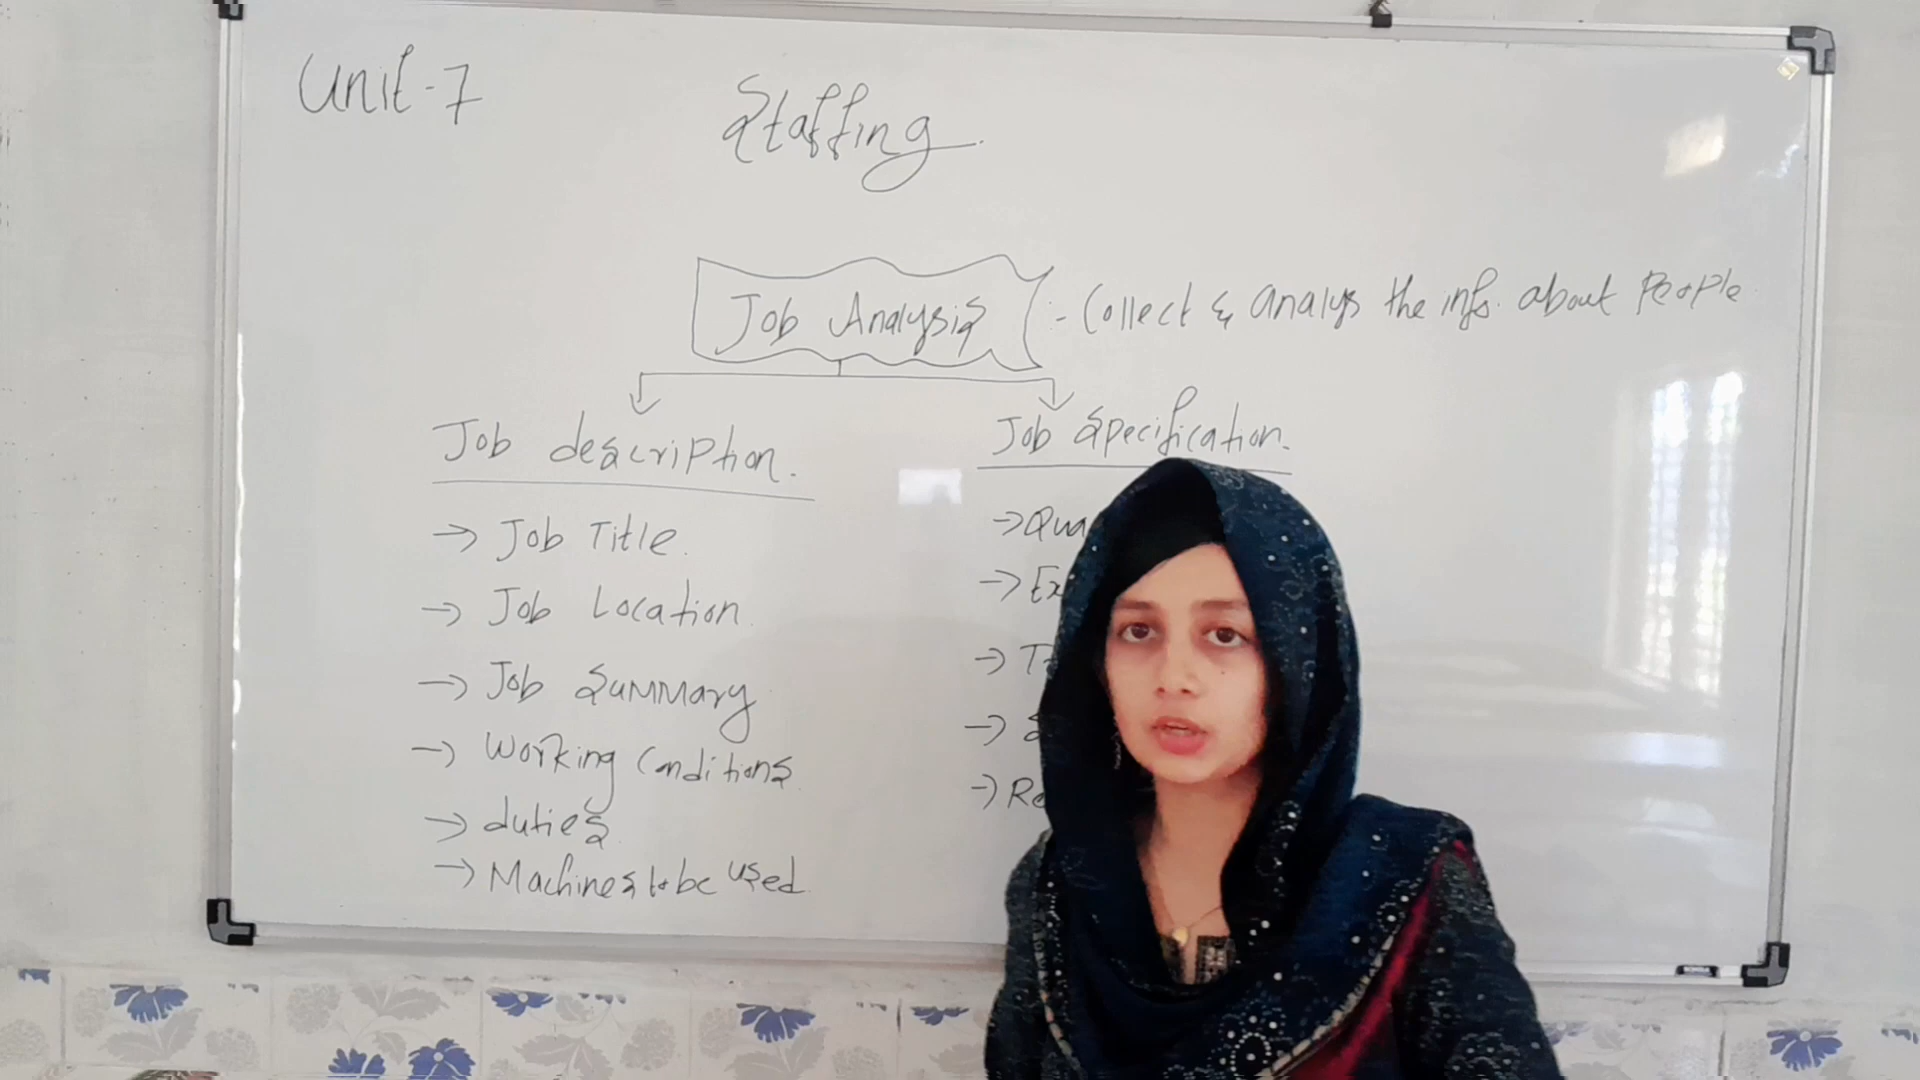 Unit-7
Staffing.
Job Analysis :- Collect & analys the info. about People
Job description.
Job Specification.
→ Job Title.
→ Job Location
→ Job Summary
→ Working Conditions
→ duties
→ Machines to be used
→
→
→
→
→